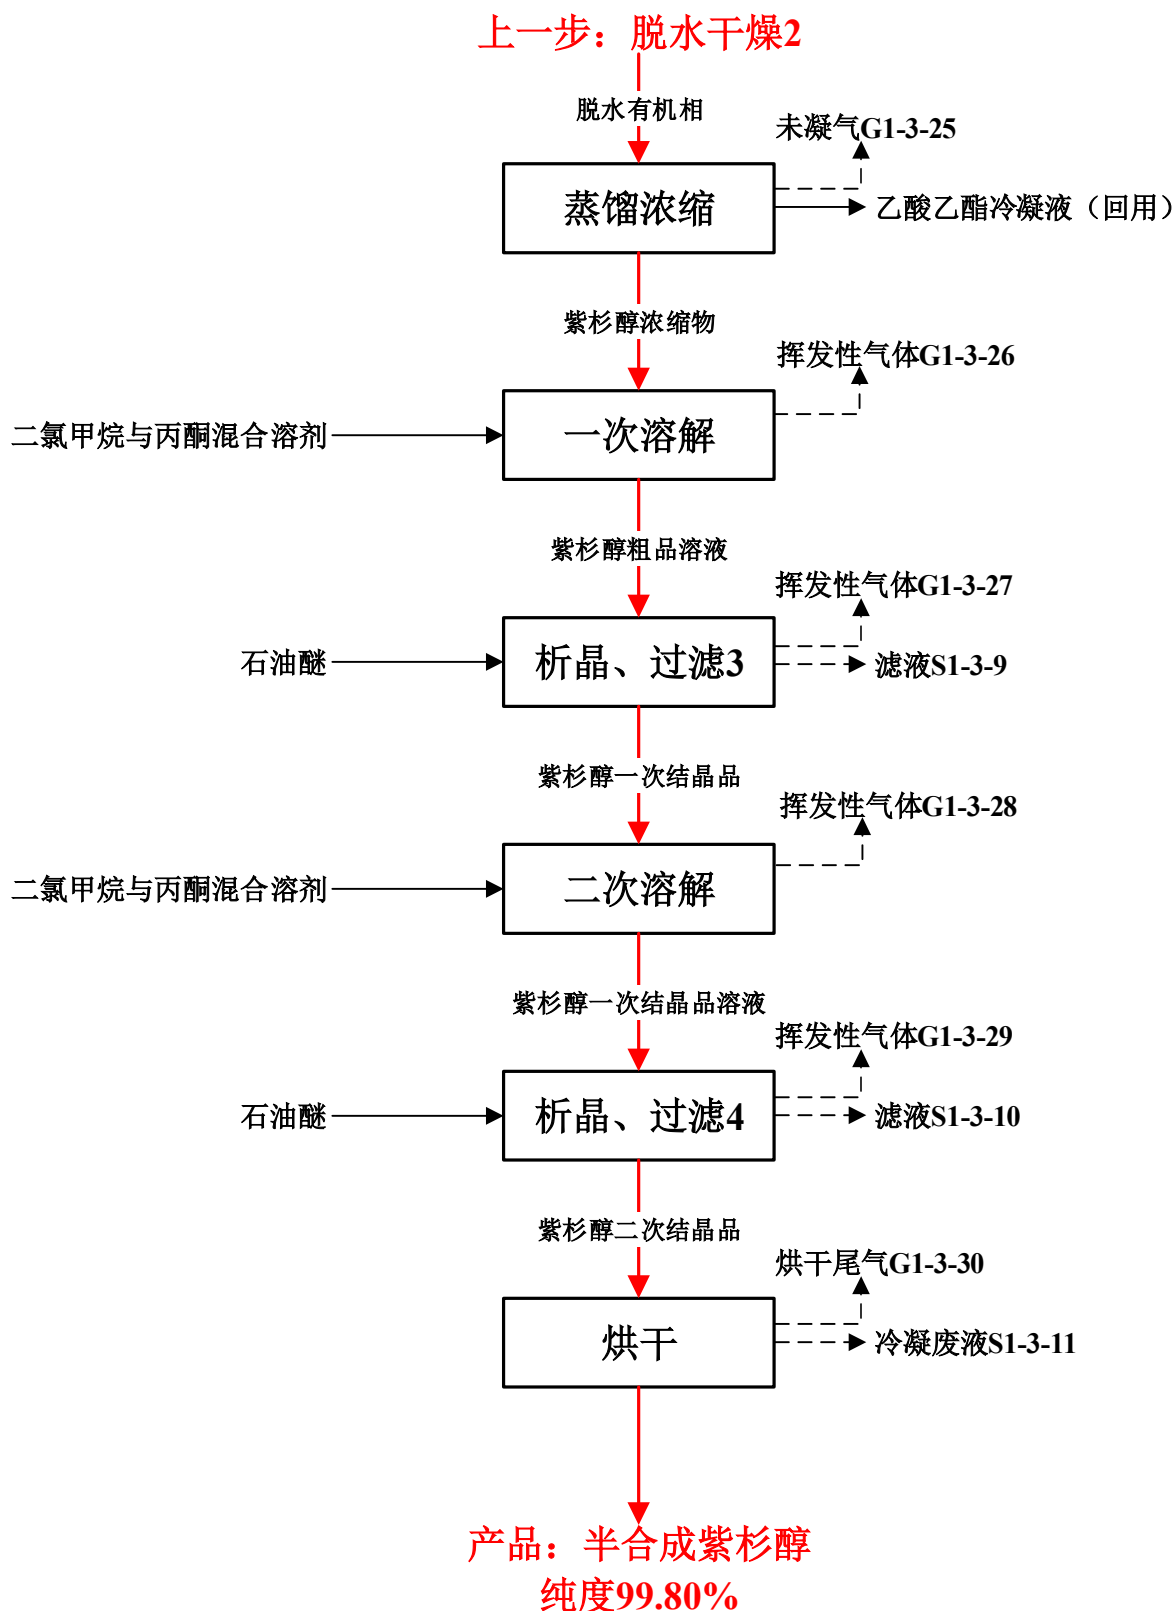 上一步：脱水干燥2
脱水有机相
未凝气G1-3-25
蒸馏浓缩
乙酸乙酯冷凝液（回用）
紫杉醇浓缩物
挥发性气体G1-3-26
二氯甲烷与丙酮混合溶剂
一次溶解
紫杉醇粗品溶液
挥发性气体G1-3-27
石油醚
析晶、过滤3
滤液S1-3-9
紫杉醇一次结晶品
挥发性气体G1-3-28
二氯甲烷与丙酮混合溶剂
二次溶解
紫杉醇一次结晶品溶液
挥发性气体G1-3-29
石油醚
析晶、过滤4
滤液S1-3-10
紫杉醇二次结晶品
烘干尾气G1-3-30
烘干
冷凝废液S1-3-11
产品：半合成紫杉醇
纯度99.80%